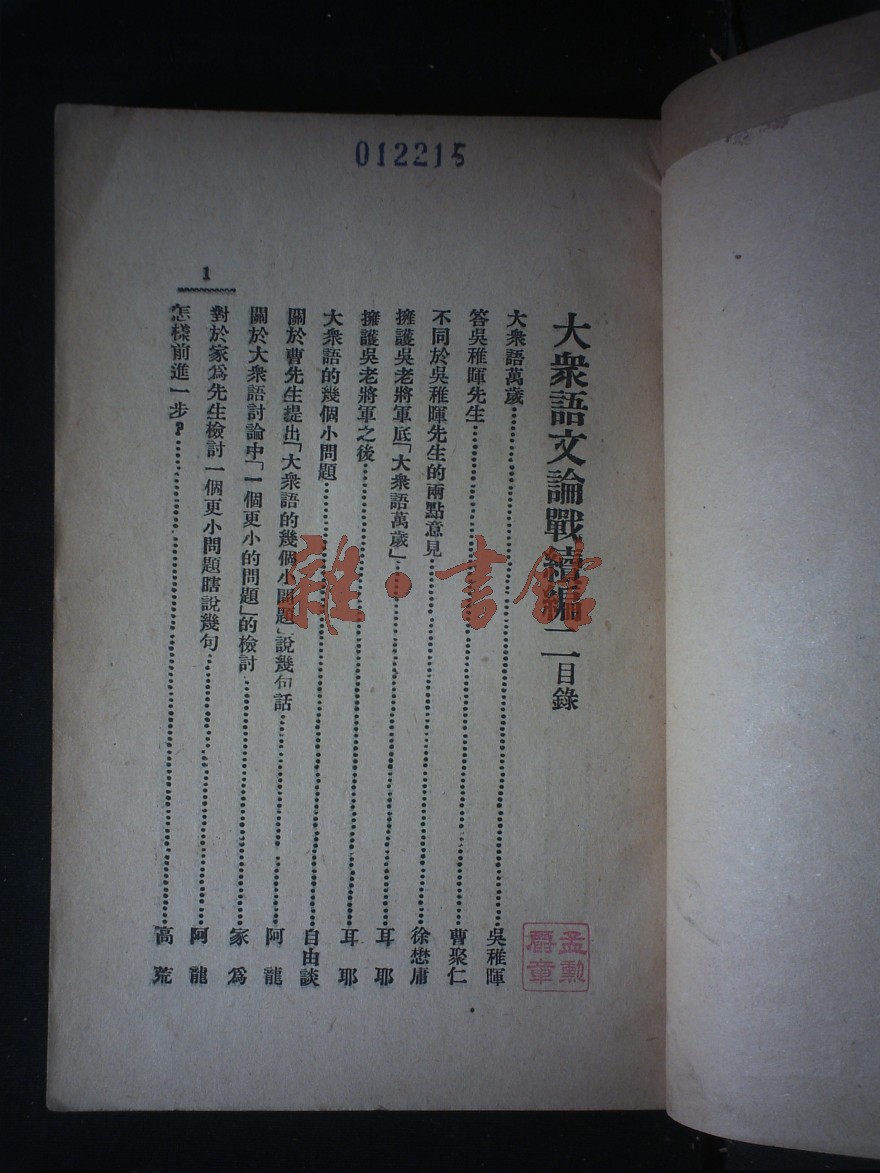 012215
大衆語文論戰續編二目錄
大衆語萬歲……吳稚暉
答吳稚暉先生……曹聚仁
不同於吳稚暉先生的兩點意見……徐懋庸
擁護吳老將軍底「大衆語萬歲」……耳耶
擁護吳老將軍之後……耳耶
大衆語的幾個小問題……自由談
關於曹先生提出「大衆語的幾個小問題」說幾句話……阿龍
關於大衆語討論中「一個更小的問題」的檢討……家爲
對於家爲先生檢討一個更小問題瞎說幾句……阿龍
怎樣前進一步？……高荒
1
孟勳
雜·書館